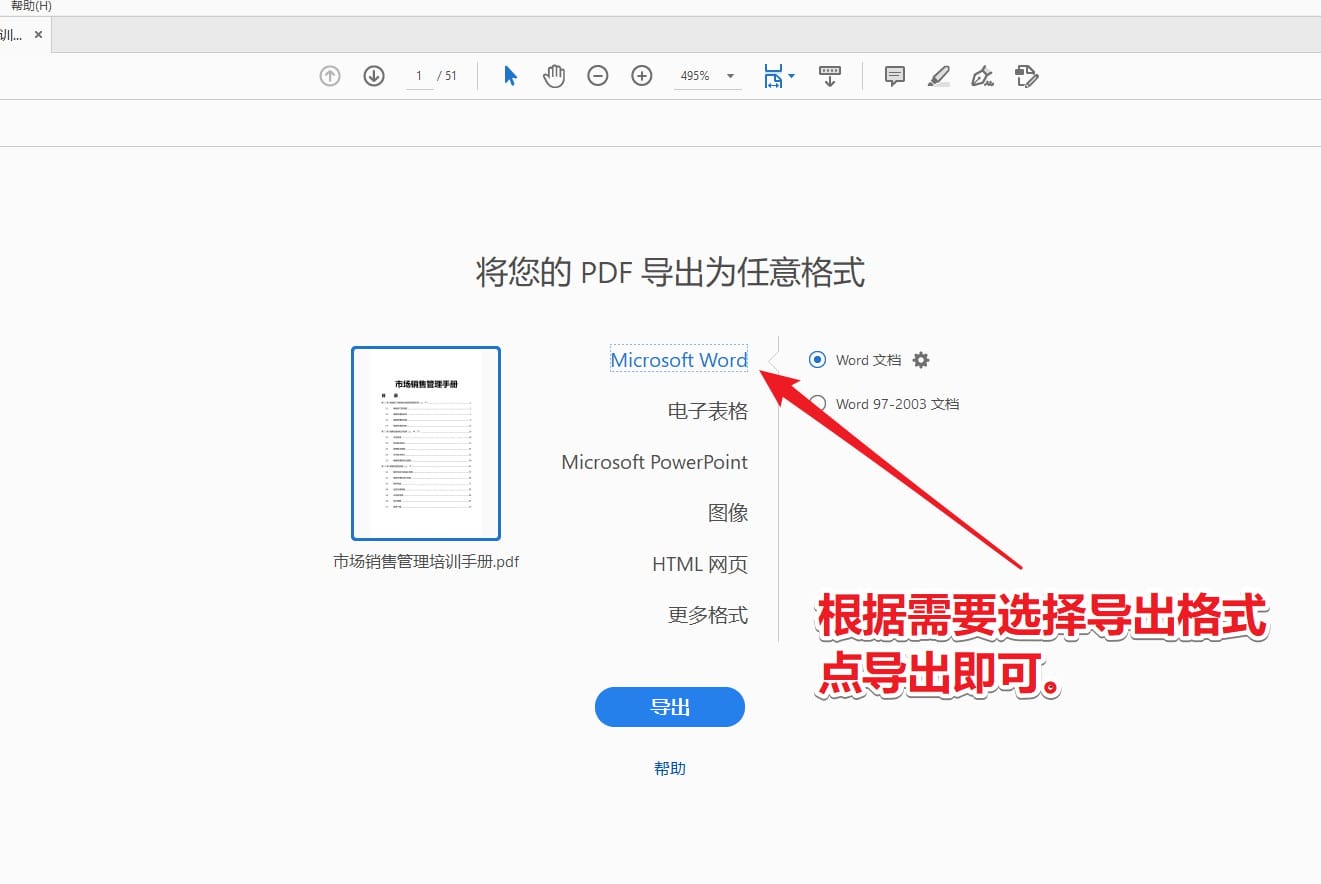 帮助(H)
训... ×
1 / 51
495%
将您的 PDF 导出为任意格式
市场销售管理手册
目 录
市场销售管理培训手册.pdf
Microsoft Word
电子表格
Microsoft PowerPoint
图像
HTML 网页
更多格式
Word 文档
Word 97-2003 文档
根据需要选择导出格式
点导出即可。
导出
帮助